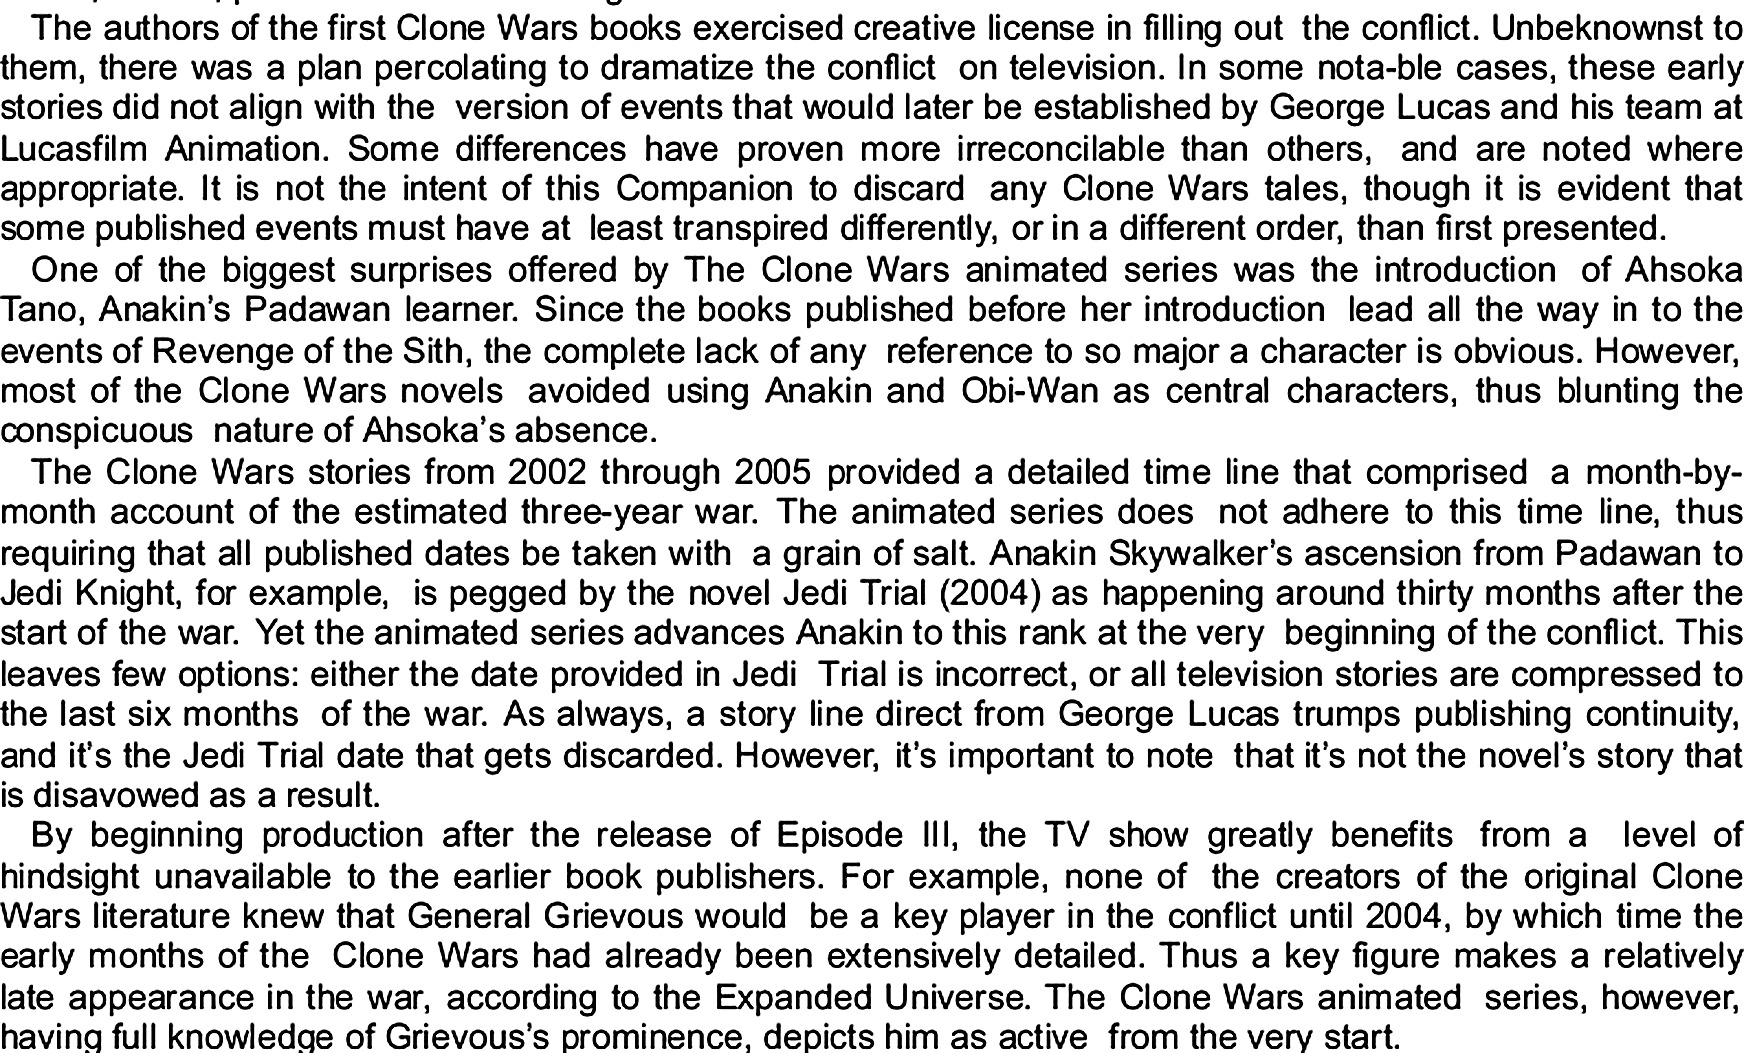 The authors of the first Clone Wars books exercised creative license in filling out the conflict. Unbeknownst to
them, there was a plan percolating to dramatize the conflict on television. In some nota-ble cases, these early
stories did not align with the version of events that would later be established by George Lucas and his team at
Lucasfilm Animation. Some differences have proven more irreconcilable than others, and are noted where
appropriate. It is not the intent of this Companion to discard any Clone Wars tales, though it is evident that
some published events must have at least transpired differently, or in a different order, than first presented.
One of the biggest surprises offered by The Clone Wars animated series was the introduction of Ahsoka
Tano, Anakin's Padawan learner. Since the books published before her introduction lead all the way in to the
events of Revenge of the Sith, the complete lack of any reference to so major a character is obvious. However,
most of the Clone Wars novels avoided using Anakin and Obi-Wan as central characters, thus blunting the
conspicuous nature of Ahsoka's absence.
The Clone Wars stories from 2002 through 2005 provided a detailed time line that comprised a month-by-
month account of the estimated three-year war. The animated series does not adhere to this time line, thus
requiring that all published dates be taken with a grain of salt. Anakin Skywalker's ascension from Padawan to
Jedi Knight, for example, is pegged by the novel Jedi Trial (2004) as happening around thirty months after the
start of the war. Yet the animated series advances Anakin to this rank at the very beginning of the conflict. This
leaves few options: either the date provided in Jedi Trial is incorrect, or all television stories are compressed to
the last six months of the war. As always, a story line direct from George Lucas trumps publishing continuity,
and it's the Jedi Trial date that gets discarded. However, it's important to note that it's not the novel's story that
is disavowed as a result.
By beginning production after the release of Episode III, the TV show greatly benefits from a level of
hindsight unavailable to the earlier book publishers. For example, none of the creators of the original Clone
Wars literature knew that General Grievous would be a key player in the conflict until 2004, by which time the
early months of the Clone Wars had already been extensively detailed. Thus a key figure makes a relatively
late appearance in the war, according to the Expanded Universe. The Clone Wars animated series, however,
having full knowledge of Grievous's prominence, depicts him as active from the very start.